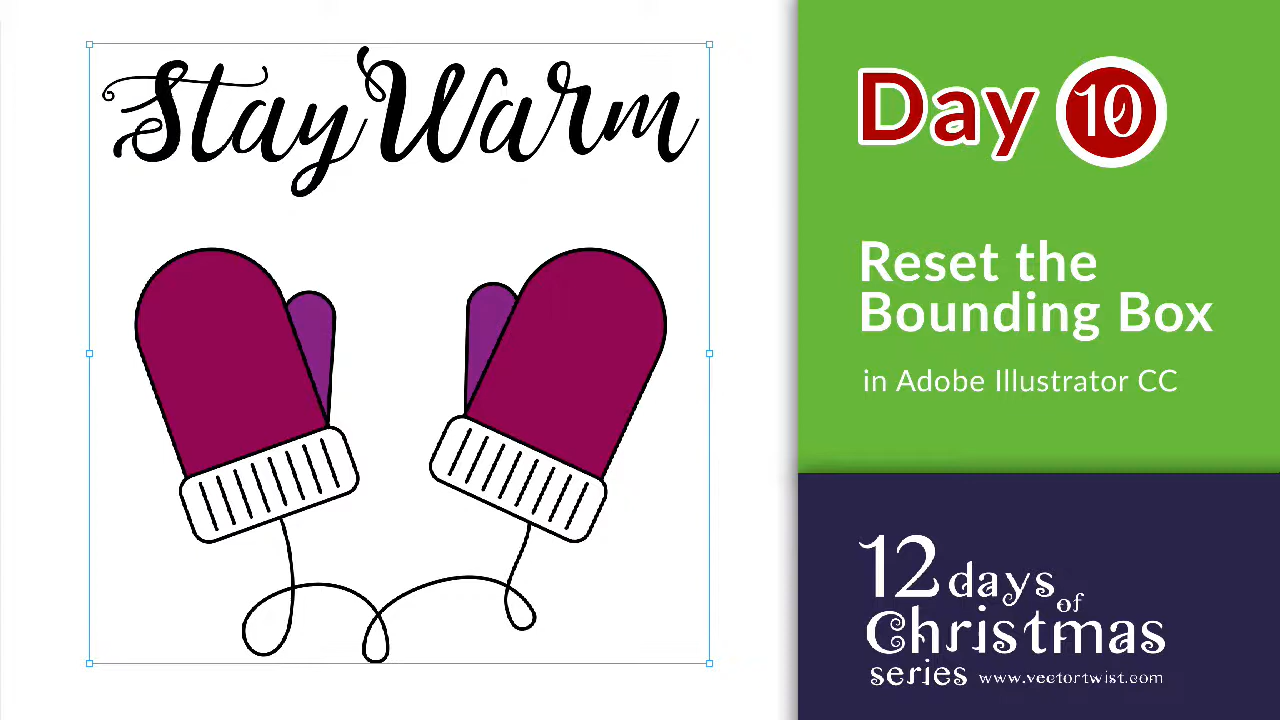 Stay Warm
Day 10
Reset the
Bounding Box
in Adobe Illustrator CC
12 days of
Christmas
series www.vectortwist.com